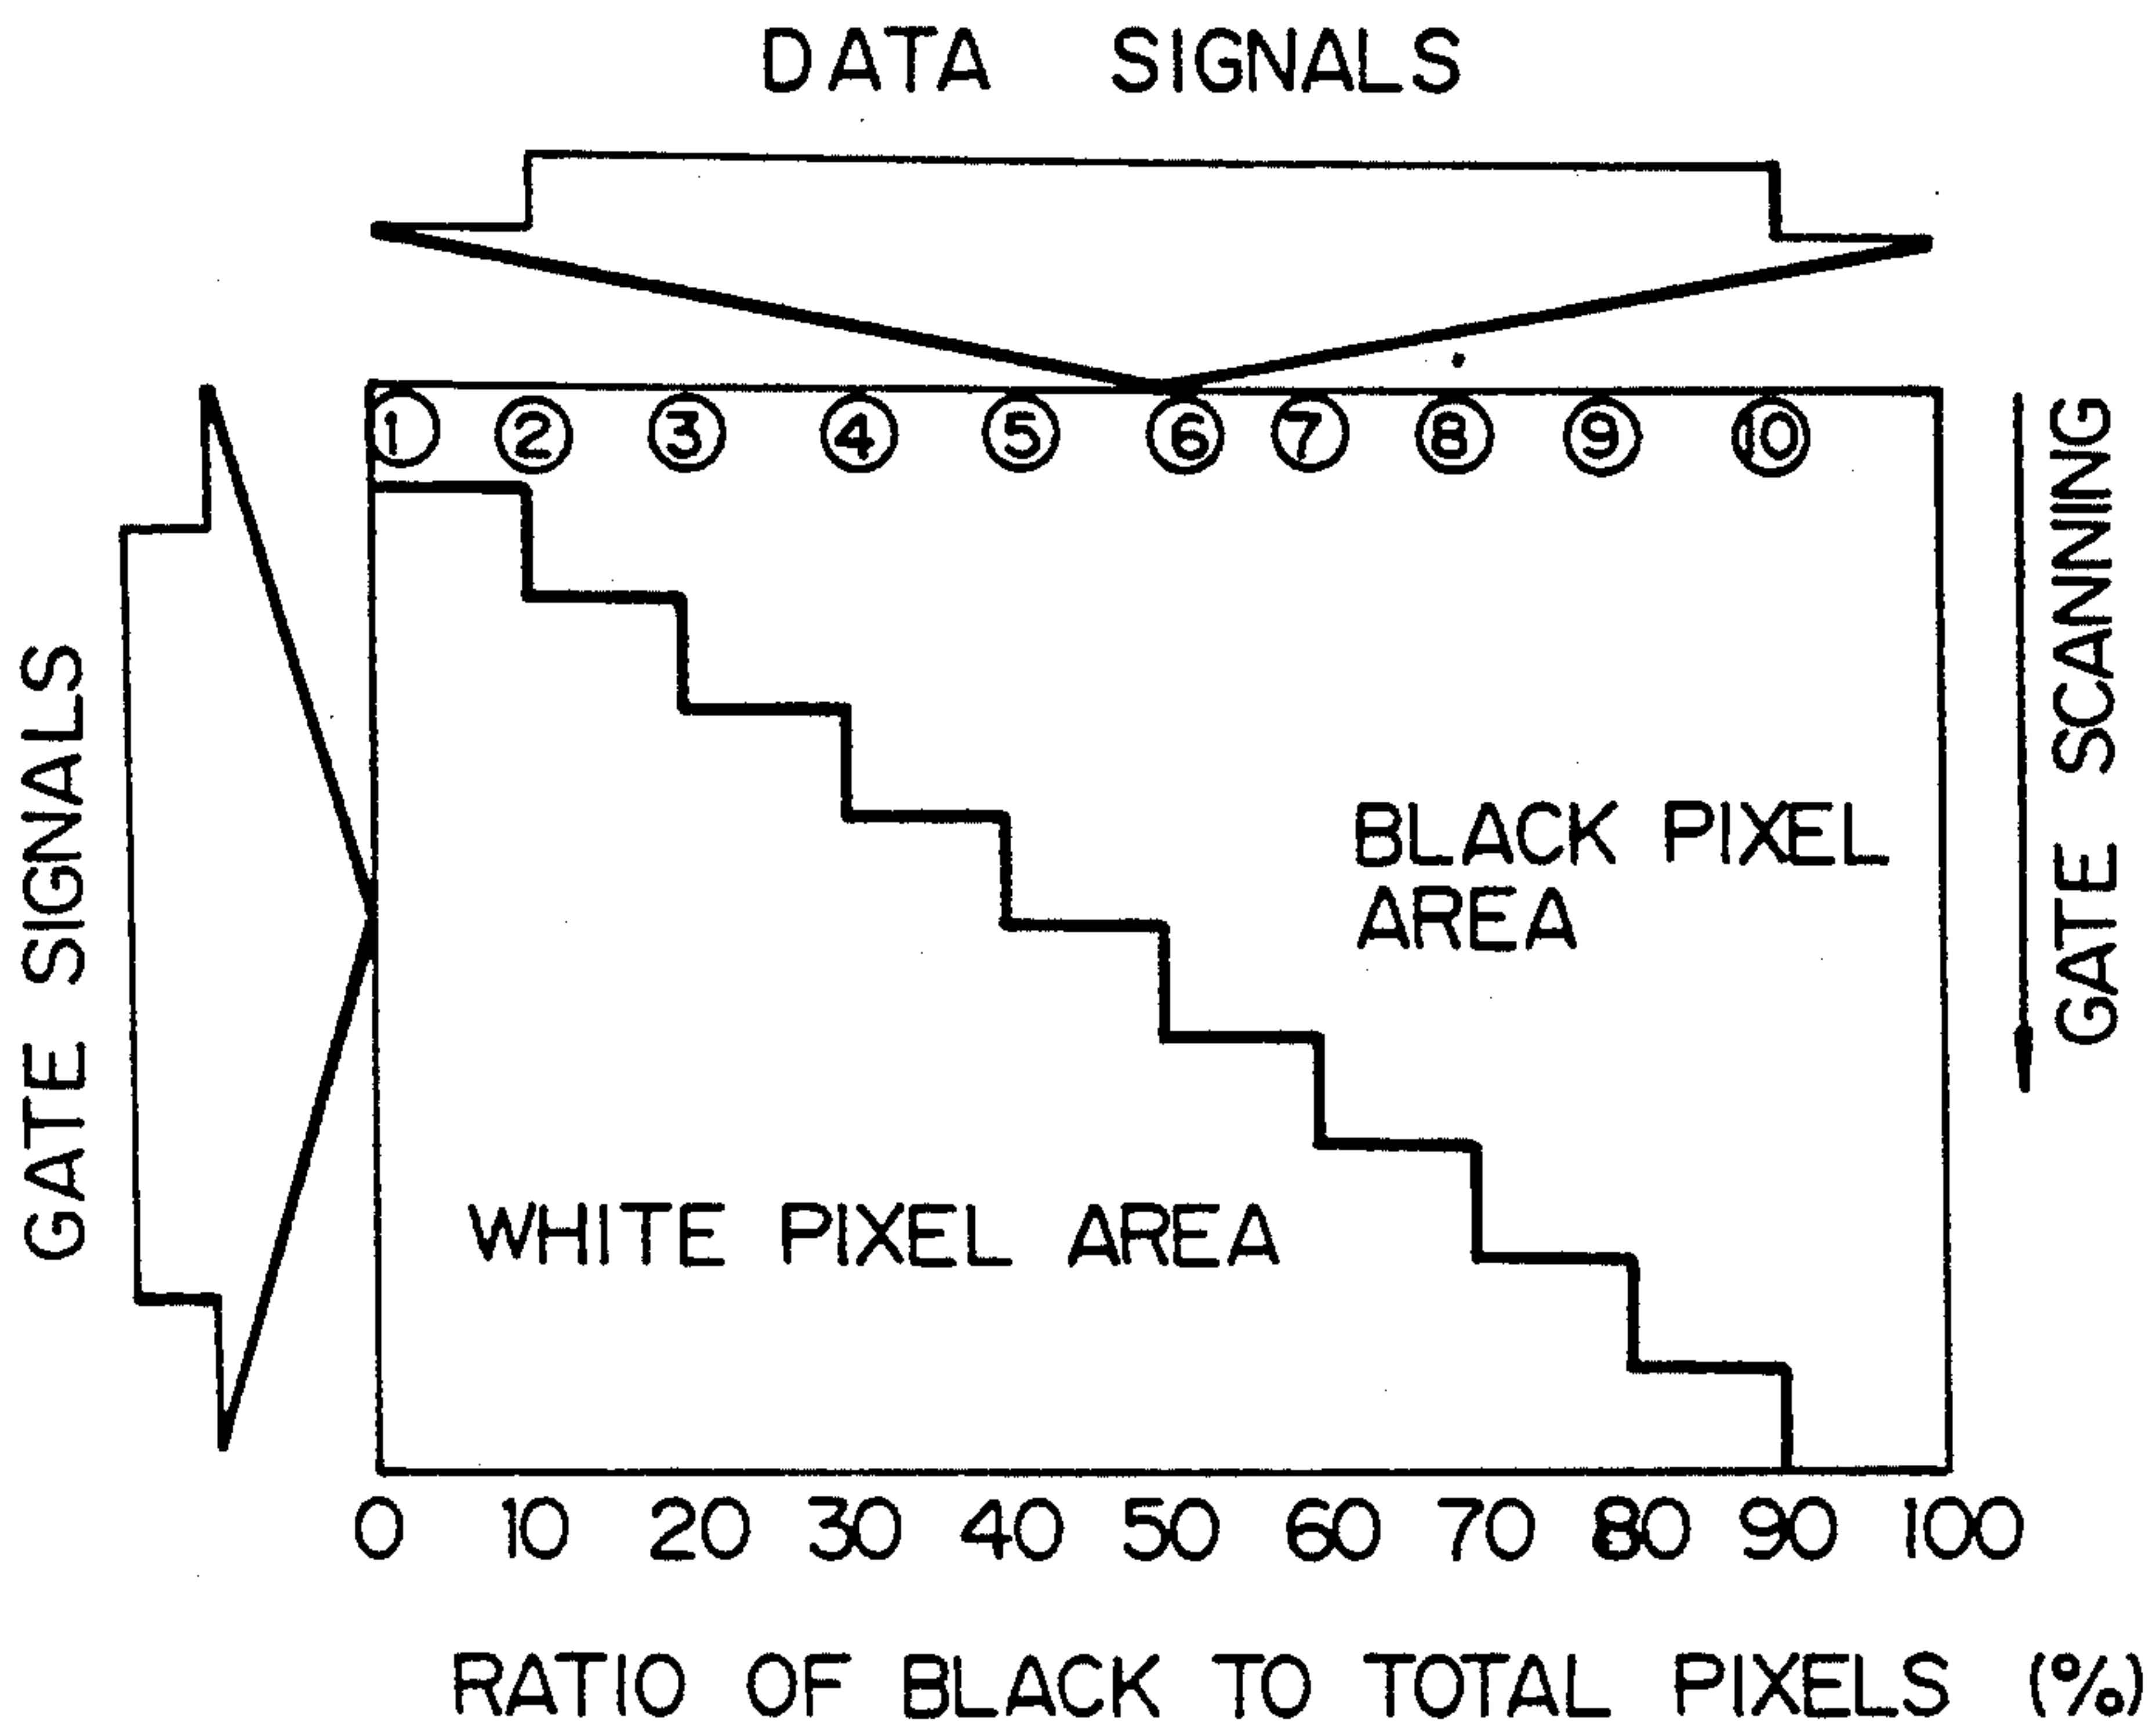 DATA SIGNALS
① ② ③ ④ ⑤ ⑥ ⑦ ⑧ ⑨ ⑩
GATE SIGNALS
GATE SCANNING
BLACK PIXEL
AREA
WHITE PIXEL AREA
0 10 20 30 40 50 60 70 80 90 100
RATIO OF BLACK TO TOTAL PIXELS (%)